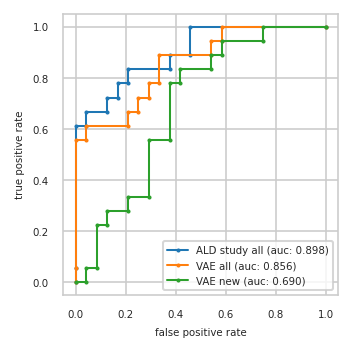 1.0
0.8
0.6
0.4
0.2
0.0
true positive rate
ALD study all (auc: 0.898)
VAE all (auc: 0.856)
VAE new (auc: 0.690)
0.0 0.2 0.4 0.6 0.8 1.0
false positive rate